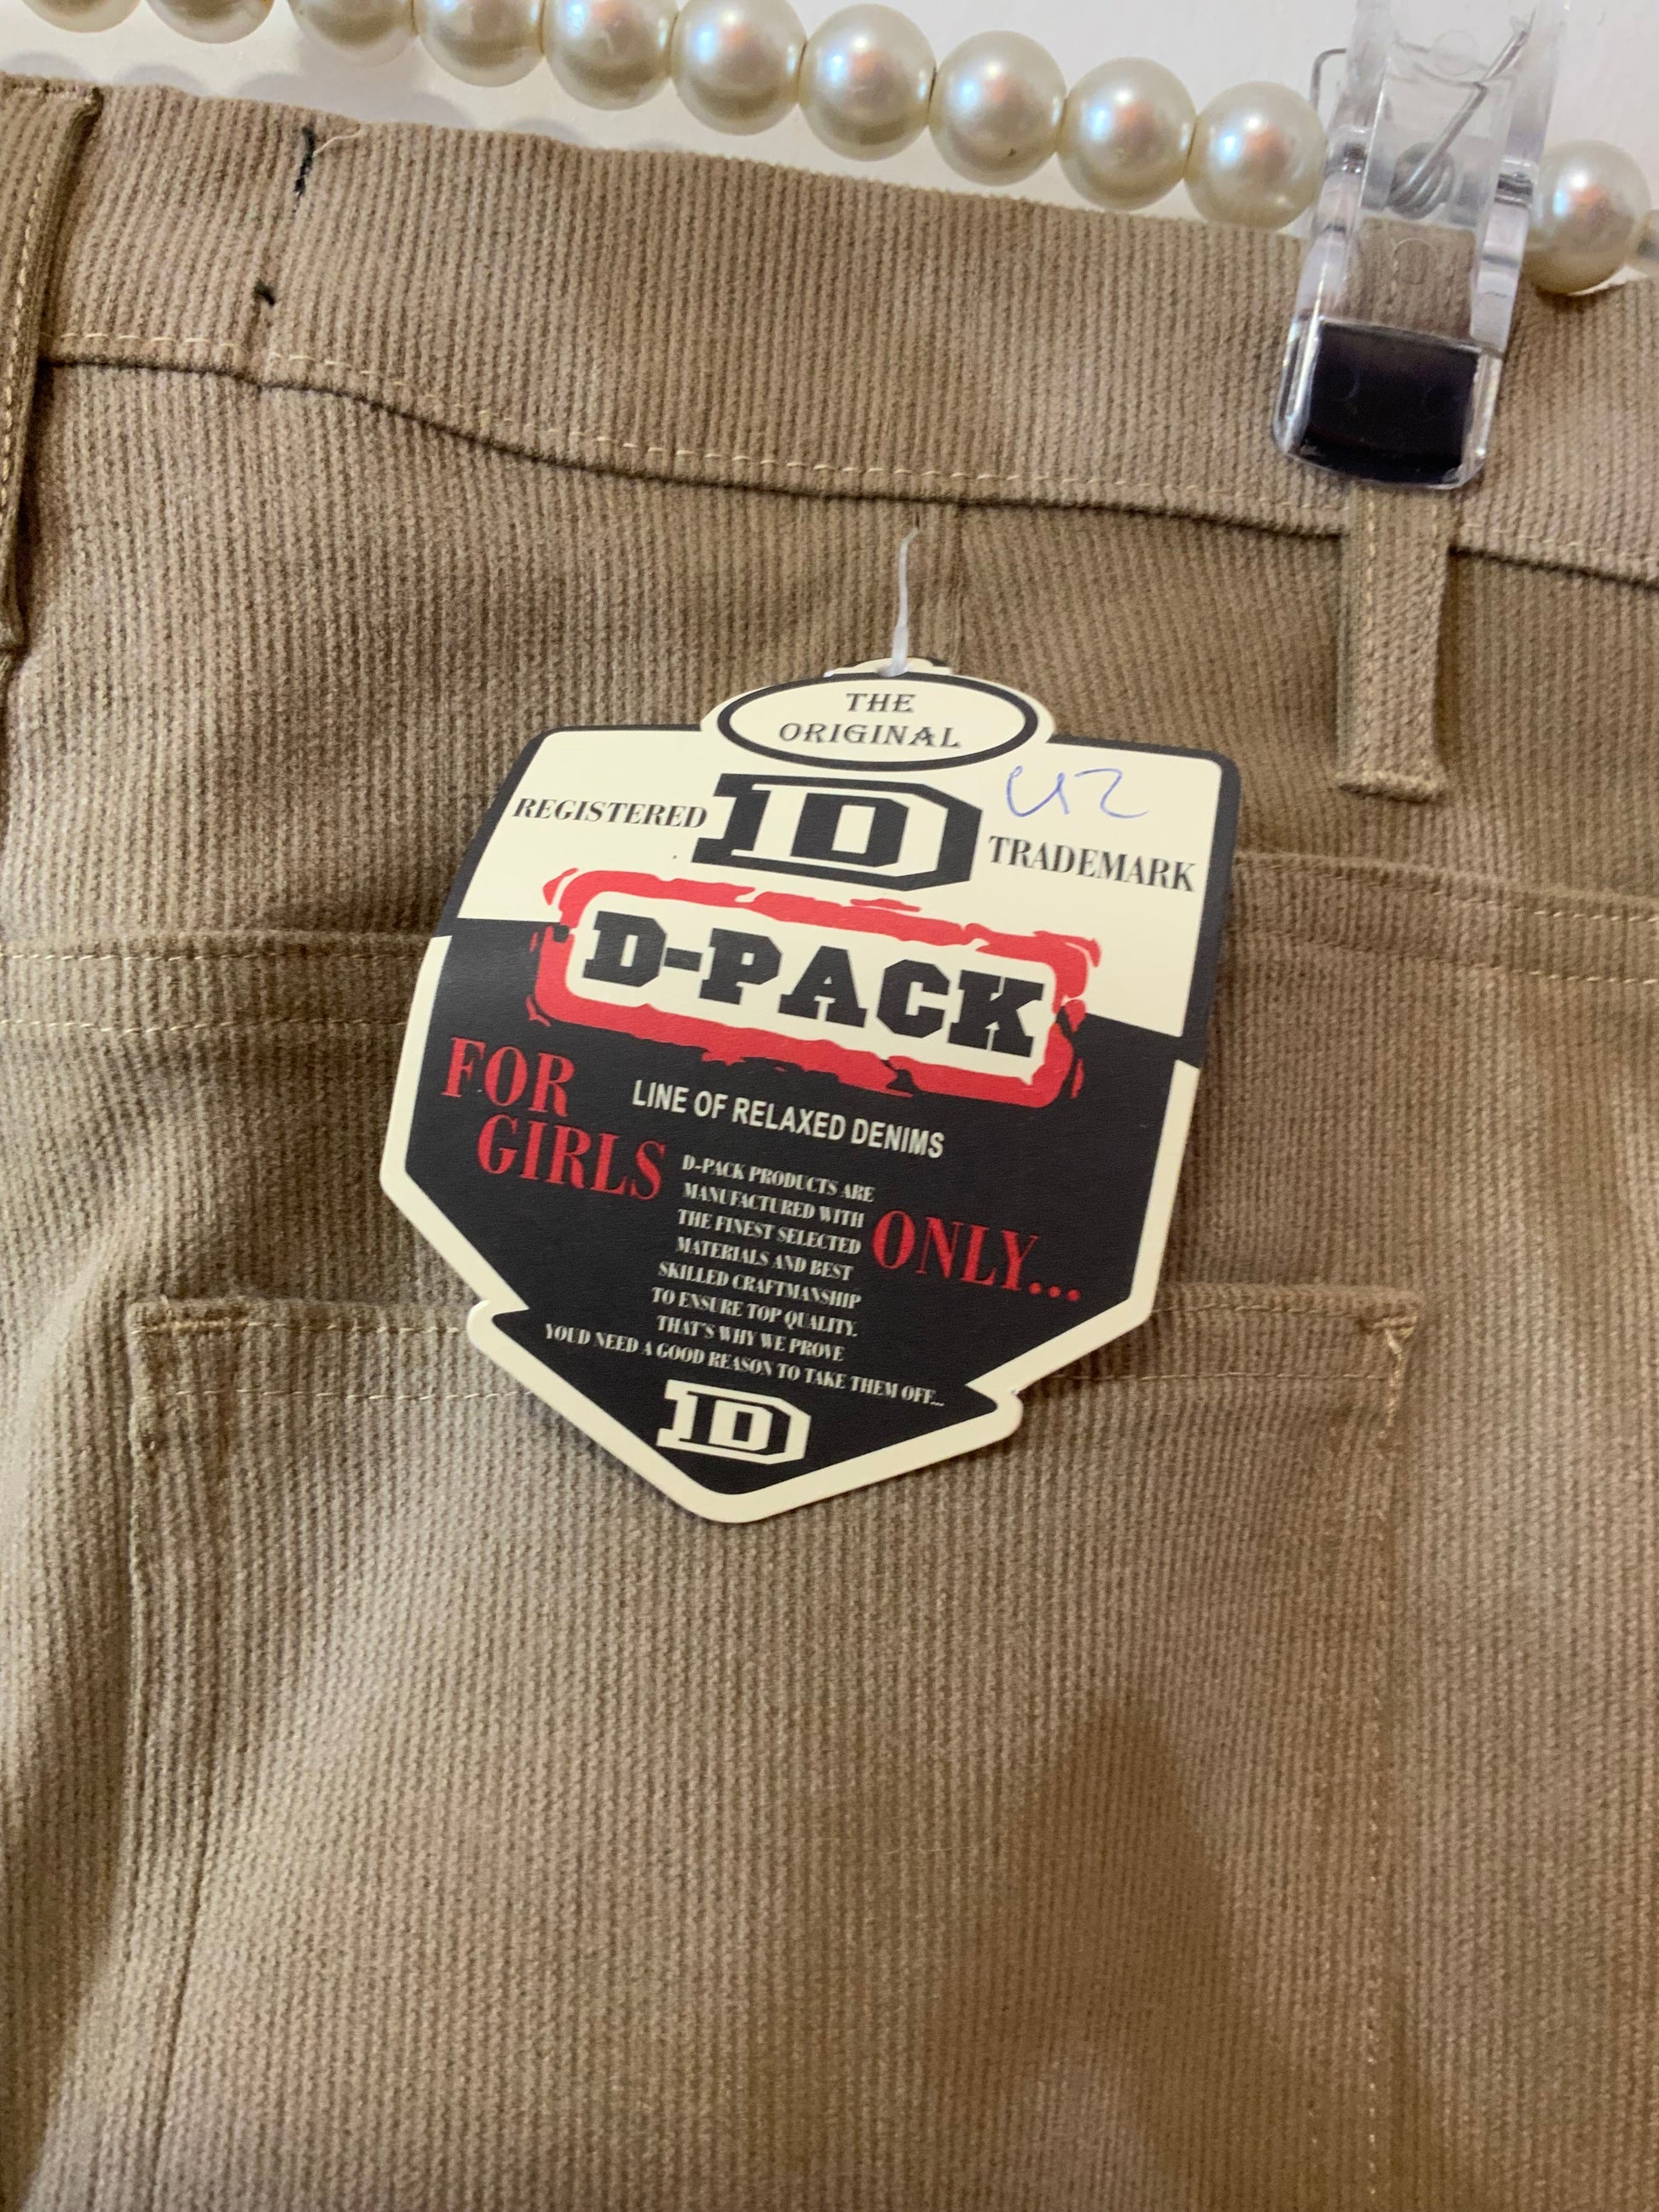 THE
ORIGINAL
42
REGISTERED D TRADEMARK
D-PACK
FOR
GIRLS
LINE OF RELAXED DENIMS
D-PACK PRODUCTS ARE
MANUFACTURED WITH
THE FINEST SELECTED
MATERIALS AND BEST
SKILLED CRAFTMANSHIP
TO ENSURE TOP QUALITY.
THAT'S WHY WE PROVE
ONLY...
YOUD NEED A GOOD REASON TO TAKE THEM OFF...
D